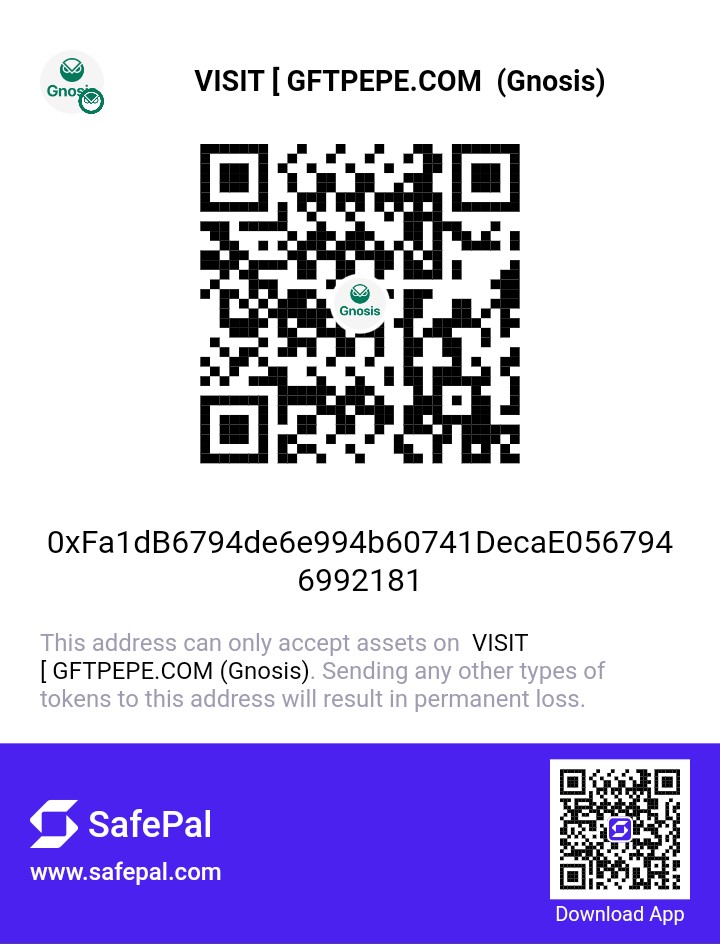 Gnosis
VISIT [ GFTPEPE.COM (Gnosis)
Gnosis
0xFa1dB6794de6e994b60741DecaE056794
6992181
This address can only accept assets on VISIT
[ GFTPEPE.COM (Gnosis). Sending any other types of
tokens to this address will result in permanent loss.
SafePal
www.safepal.com
Download App